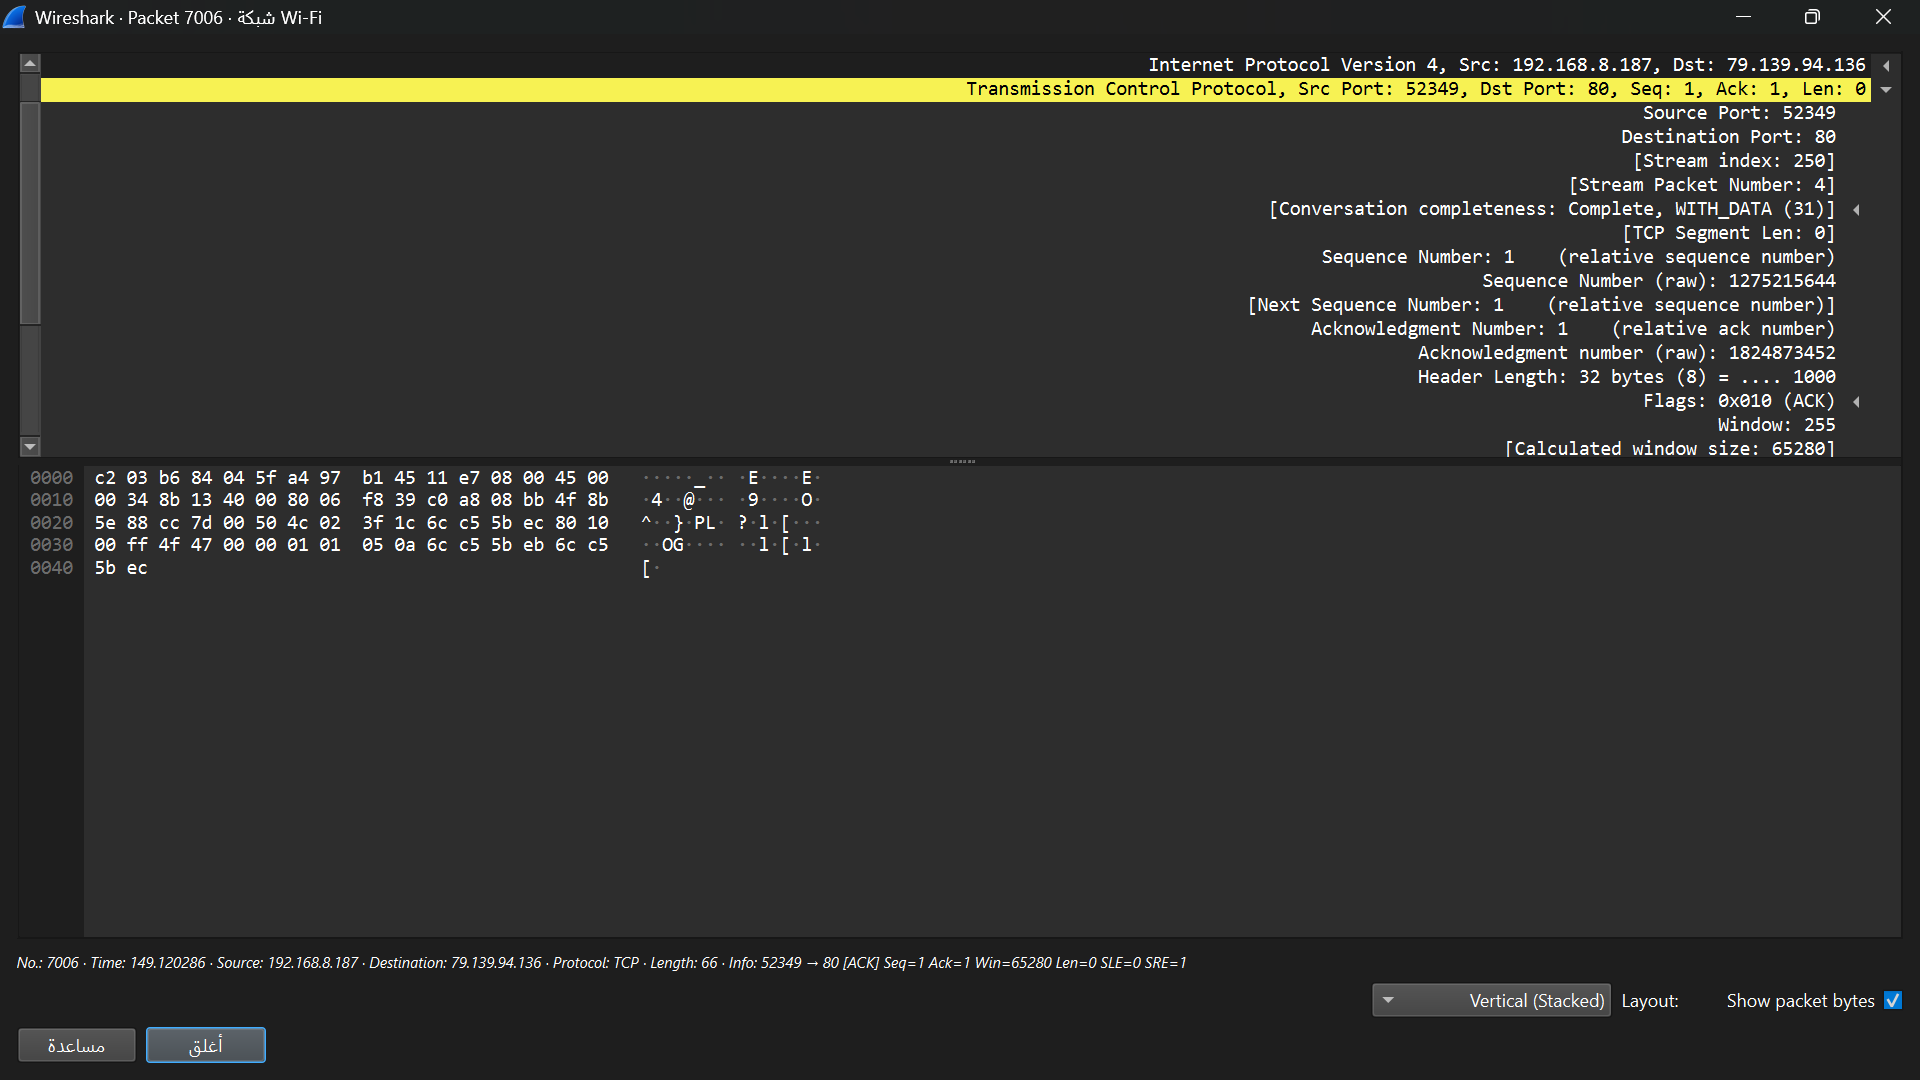 Wireshark · Packet 7006 · شبكة Wi-Fi
Internet Protocol Version 4, Src: 192.168.8.187, Dst: 79.139.94.136
Transmission Control Protocol, Src Port: 52349, Dst Port: 80, Seq: 1, Ack: 1, Len: 0
Source Port: 52349
Destination Port: 80
[Stream index: 250]
[Stream Packet Number: 4]
[Conversation completeness: Complete, WITH_DATA (31)]
[TCP Segment Len: 0]
Sequence Number: 1    (relative sequence number)
Sequence Number (raw): 1275215644
[Next Sequence Number: 1    (relative sequence number)]
Acknowledgment Number: 1    (relative ack number)
Acknowledgment number (raw): 1824873452
Header Length: 32 bytes (8) = .... 1000
Flags: 0x010 (ACK)
Window: 255
[Calculated window size: 65280]
0000 c2 03 b6 84 04 5f a4 97 b1 45 11 e7 08 00 45 00 ·····_·· ·E····E·
0010 00 34 8b 13 40 00 80 06 f8 39 c0 a8 08 bb 4f 8b ·4··@··· ·9····O·
0020 5e 88 cc 7d 00 50 4c 02 3f 1c 6c c5 5b ec 80 10 ^··}·PL· ?·l·[···
0030 00 ff 4f 47 00 00 01 01 05 0a 6c c5 5b eb 6c c5 ··OG···· ··l·[·l·
0040 5b ec [·
No.: 7006 · Time: 149.120286 · Source: 192.168.8.187 · Destination: 79.139.94.136 · Protocol: TCP · Length: 66 · Info: 52349 → 80 [ACK] Seq=1 Ack=1 Win=65280 Len=0 SLE=0 SRE=1
Vertical (Stacked) Layout: Show packet bytes
مساعدة أغلق